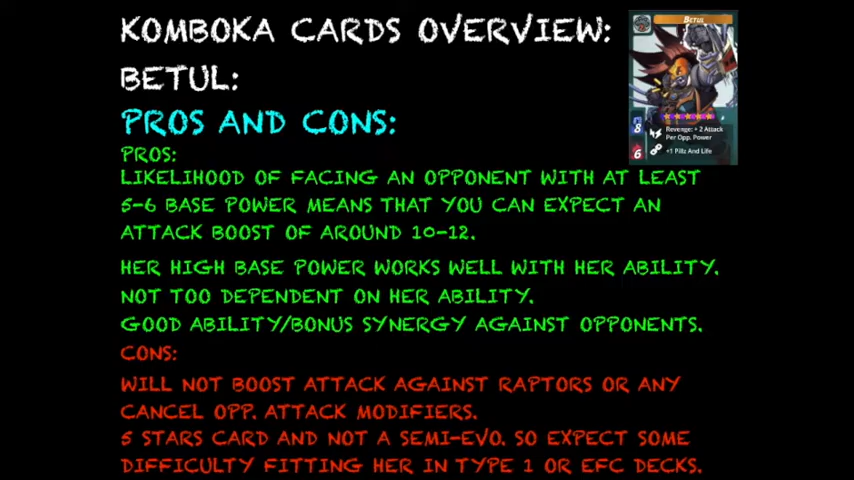 KOMBOKA CARDS OVERVIEW:
BETUL:
PROS AND CONS:
PROS:
LIKELIHOOD OF FACING AN OPPONENT WITH AT LEAST
5-6 BASE POWER MEANS THAT YOU CAN EXPECT AN
ATTACK BOOST OF AROUND 10-12.
HER HIGH BASE POWER WORKS WELL WITH HER ABILITY.
NOT TOO DEPENDENT ON HER ABILITY.
GOOD ABILITY/BONUS SYNERGY AGAINST OPPONENTS.
CONS:
WILL NOT BOOST ATTACK AGAINST RAPTORS OR ANY
CANCEL OPP. ATTACK MODIFIERS.
5 STARS CARD AND NOT A SEMI-EVO. SO EXPECT SOME
DIFFICULTY FITTING HER IN TYPE 1 OR EFC DECKS.
Betul
8
Revenge: + 2 Attack
Per Opp. Power
6
+1 Pillz And Life